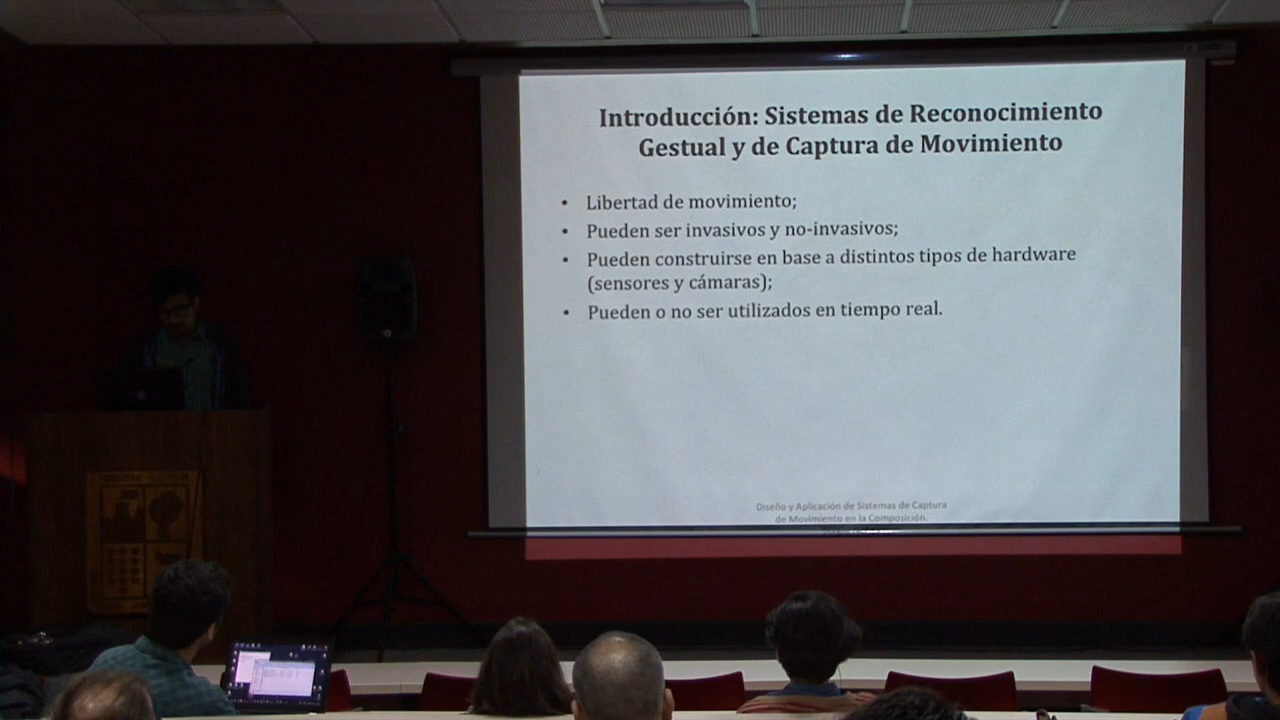 Introducción: Sistemas de Reconocimiento
Gestual y de Captura de Movimiento
• Libertad de movimiento;
• Pueden ser invasivos y no-invasivos;
• Pueden construirse en base a distintos tipos de hardware
(sensores y cámaras);
• Pueden o no ser utilizados en tiempo real.
Diseño y Aplicación de Sistemas de Captura
de Movimiento en la Composición.